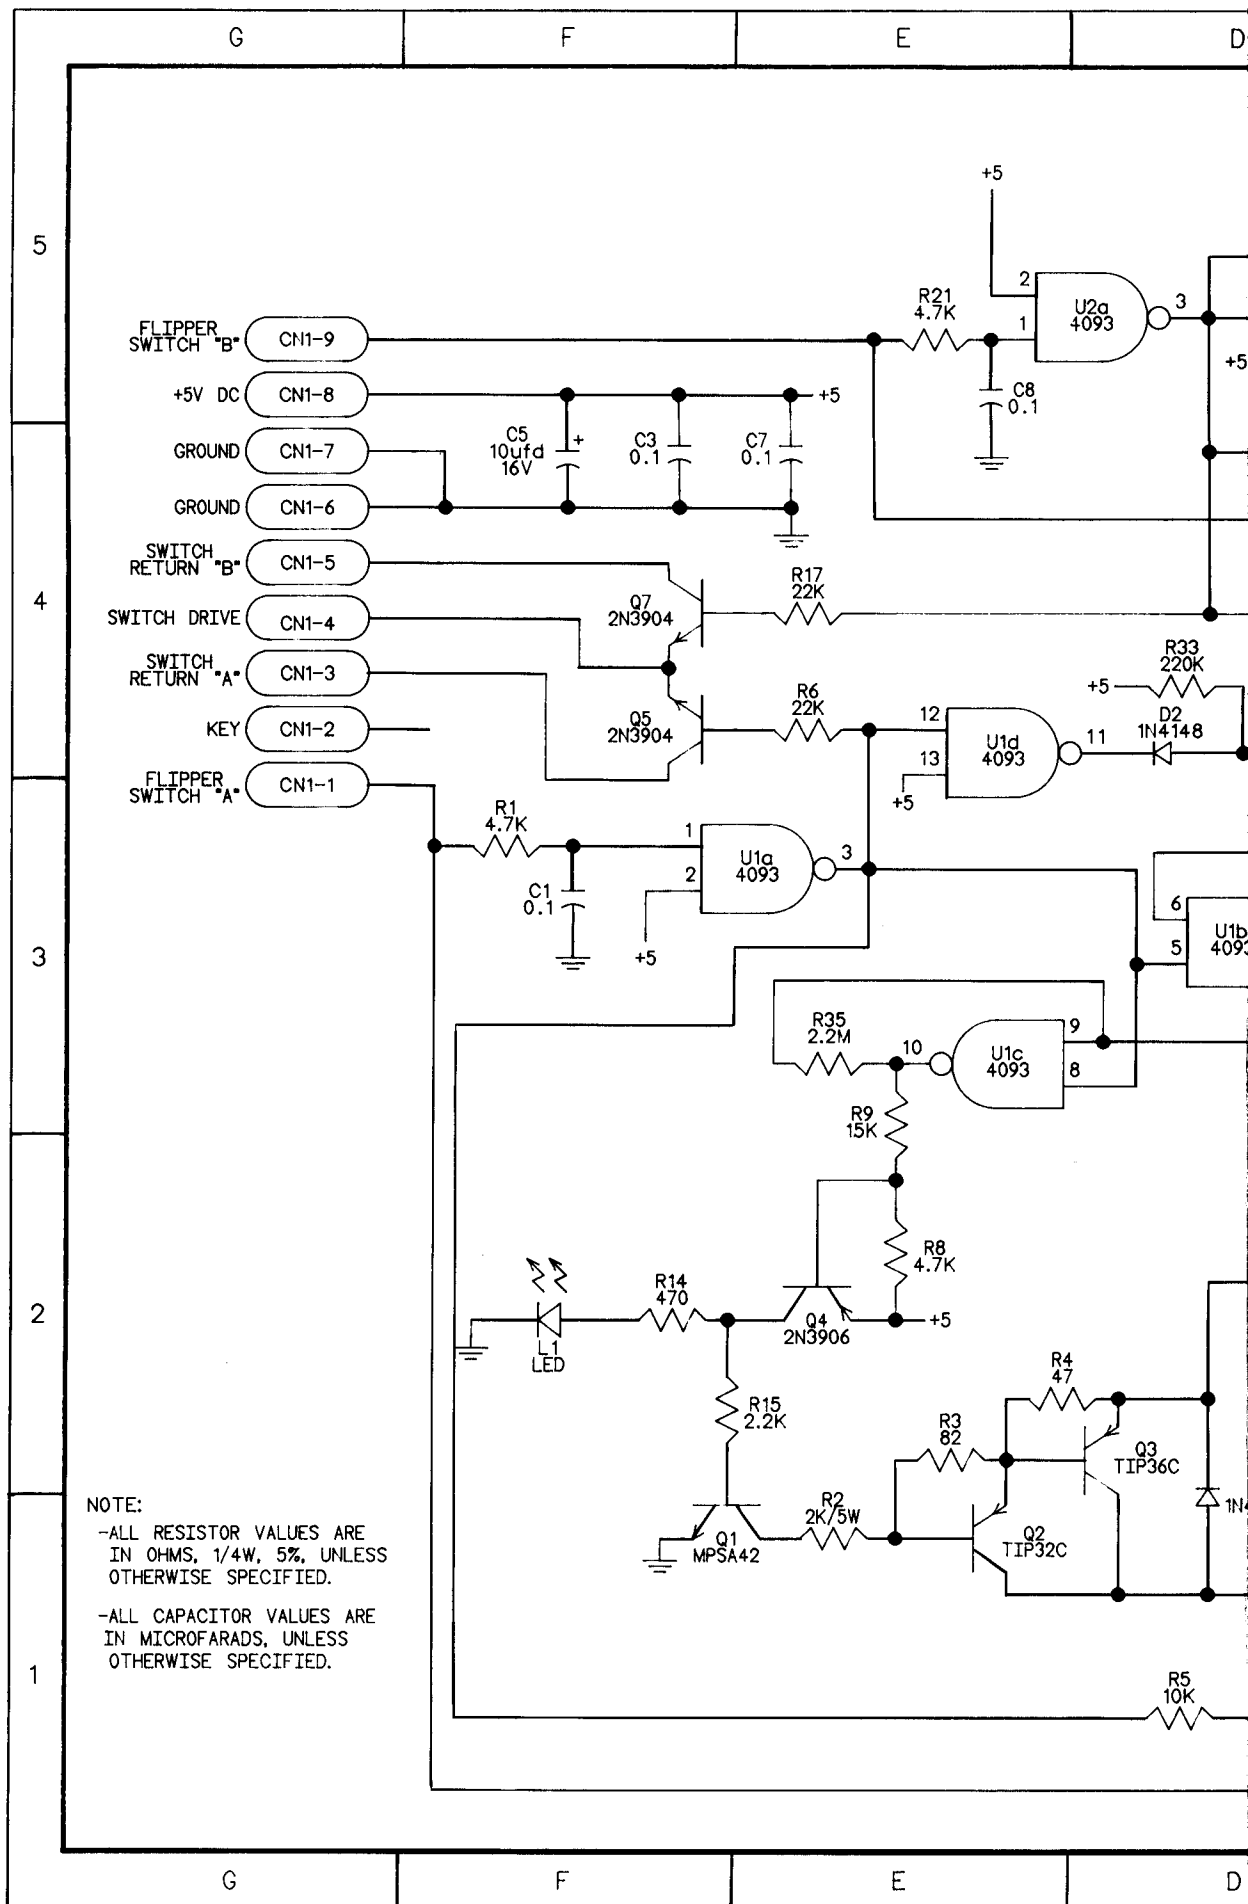 G F E D
5
+5
2
U2a
4093
3
1
R21
4.7K
+5
FLIPPER
SWITCH "B"
CN1-9
+5V DC
CN1-8
+5
C8
0.1
GROUND
CN1-7
C5
10ufd
16V
+
C3
0.1
C7
0.1
GROUND
CN1-6
SWITCH
RETURN "B"
CN1-5
4
SWITCH DRIVE
CN1-4
Q7
2N3904
R17
22K
SWITCH
RETURN "A"
CN1-3
R33
220K
+5
KEY
CN1-2
Q5
2N3904
R6
22K
12
13
U1d
4093
11
D2
1N4148
+5
FLIPPER
SWITCH "A"
CN1-1
R1
4.7K
1
2
U1a
4093
3
C1
0.1
+5
6
5
U1b
3
R35
2.2M
10
U1c
4093
9
8
R9
15K
R8
4.7K
2
R14
470
L1
LED
Q4
2N3906
+5
R15
2.2K
R4
47
R3
82
Q3
TIP36C
R2
2K/5W
Q1
MPSA42
Q2
TIP32C
NOTE:
-ALL RESISTOR VALUES ARE
IN OHMS, 1/4W, 5%, UNLESS
OTHERWISE SPECIFIED.
-ALL CAPACITOR VALUES ARE
IN MICROFARADS, UNLESS
OTHERWISE SPECIFIED.
1
R5
10K
G F E D